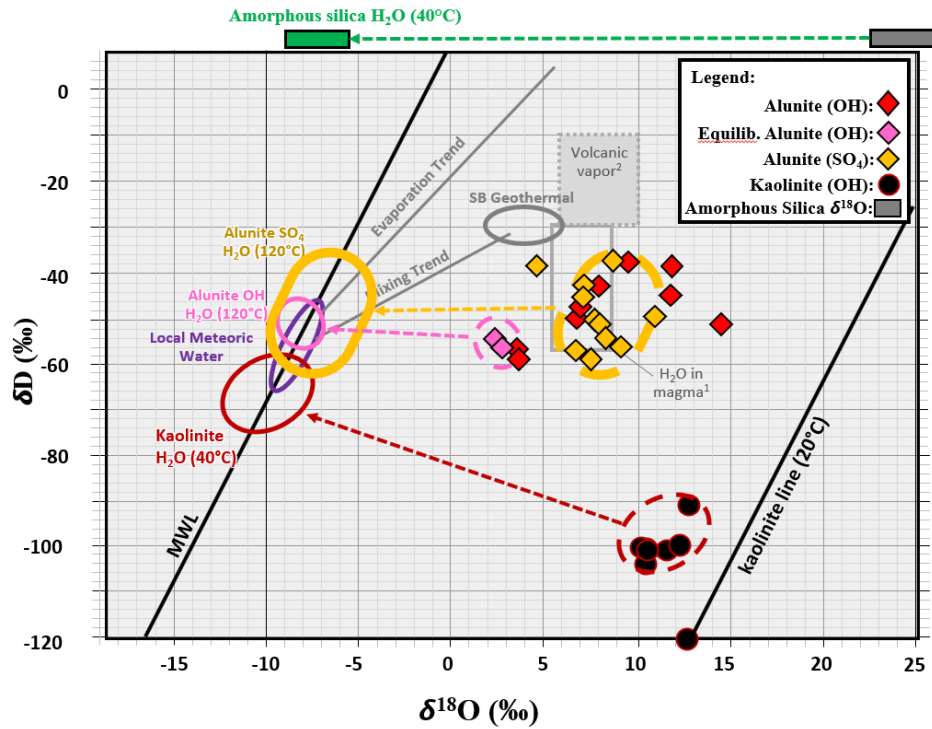 Amorphous silica H₂O (40°C)
Legend:
Alunite (OH):
Equilib. Alunite (OH):
Alunite (SO₄):
Kaolinite (OH):
Amorphous Silica δ¹⁸O:
0
-20
-40
-60
-80
-100
-120
δD (‰)
Evaporation Trend
Volcanic
vapor²
SB Geothermal
Alunite SO₄
H₂O (120°C)
Mixing Trend
Alunite OH
H₂O (120°C)
Local Meteoric
Water
H₂O in
magma¹
Kaolinite
H₂O (40°C)
MWL
kaolinite line (20°C)
-15
-10
-5
0
5
10
15
20
25
δ¹⁸O (‰)